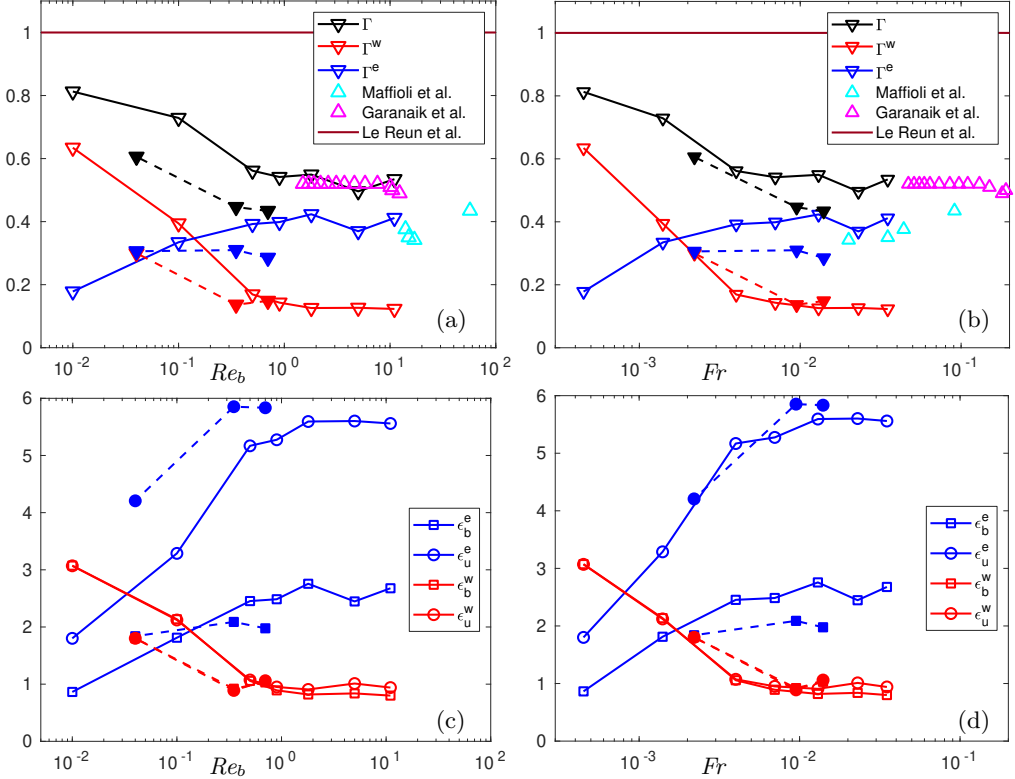 1
0.8
0.6
0.4
0.2
0
10^-2
10^-1
10^0
10^1
10^2
Re_b
(a)
Γ
Γ^w
Γ^e
Maffioli et al.
Garanaik et al.
Le Reun et al.
1
0.8
0.6
0.4
0.2
0
10^-3
10^-2
10^-1
Fr
(b)
Γ
Γ^w
Γ^e
Maffioli et al.
Garanaik et al.
Le Reun et al.
6
5
4
3
2
1
0
10^-2
10^-1
10^0
10^1
10^2
Re_b
(c)
ϵ_b^e
ϵ_u^e
ϵ_b^w
ϵ_u^w
6
5
4
3
2
1
0
10^-3
10^-2
10^-1
Fr
(d)
ϵ_b^e
ϵ_u^e
ϵ_b^w
ϵ_u^w